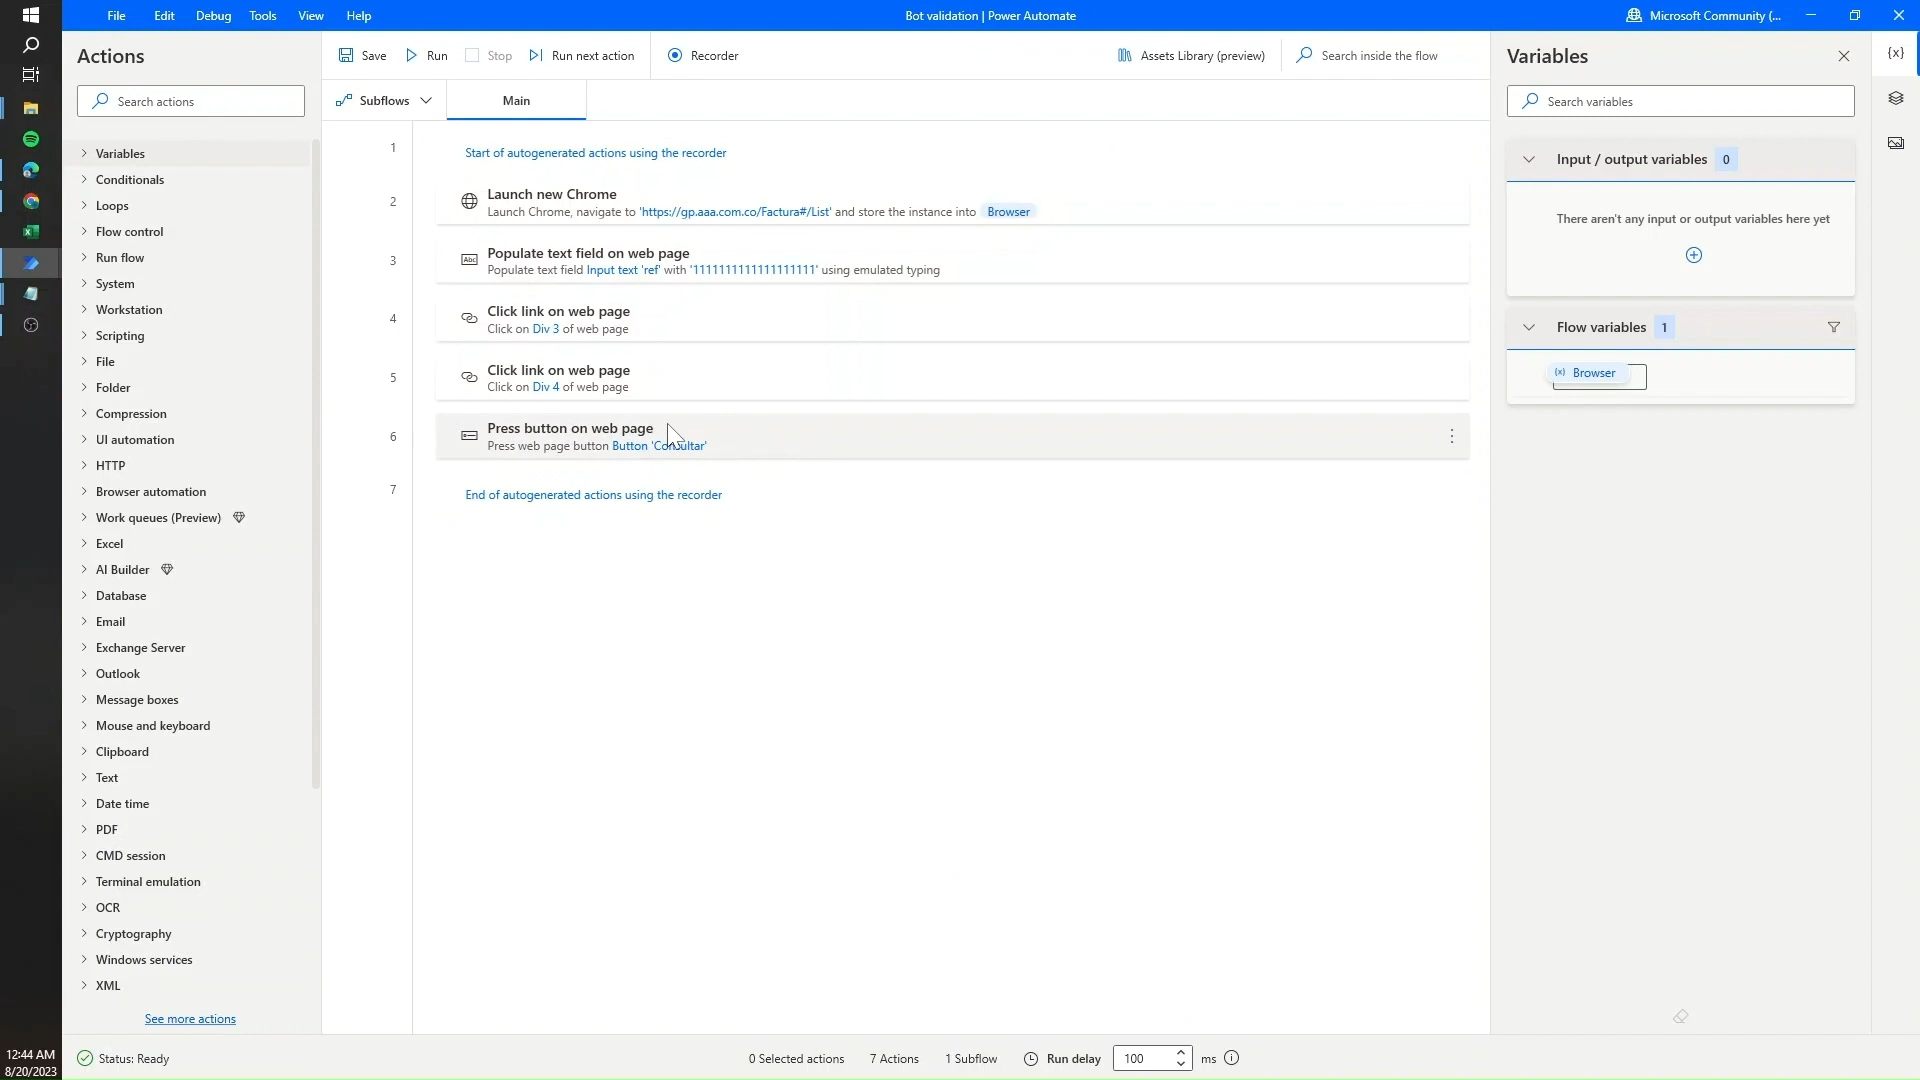 File Edit Debug Tools View Help
Bot validation | Power Automate
Microsoft Community (...
Actions
Search actions
Variables
Conditionals
Loops
Flow control
Run flow
System
Workstation
Scripting
File
Folder
Compression
UI automation
HTTP
Browser automation
Work queues (Preview)
Excel
AI Builder
Database
Email
Exchange Server
Outlook
Message boxes
Mouse and keyboard
Clipboard
Text
Date time
PDF
CMD session
Terminal emulation
OCR
Cryptography
Windows services
XML
See more actions
Save Run Stop Run next action Recorder
Assets Library (preview)
Search inside the flow
Subflows Main
1 Start of autogenerated actions using the recorder
2 Launch new Chrome
Launch Chrome, navigate to 'https://gp.aaa.com.co/Factura#/List' and store the instance into Browser
3 Populate text field on web page
Abc Populate text field Input text 'ref' with '1111111111111111111' using emulated typing
4 Click link on web page
Click on Div 3 of web page
5 Click link on web page
Click on Div 4 of web page
6 Press button on web page
Press web page button Button 'Consultar'
7 End of autogenerated actions using the recorder
Variables
{x}
Search variables
Input / output variables 0
There aren't any input or output variables here yet
Flow variables 1
(x) Browser
Status: Ready
0 Selected actions 7 Actions 1 Subflow Run delay 100 ms
12:44 AM
8/20/2023